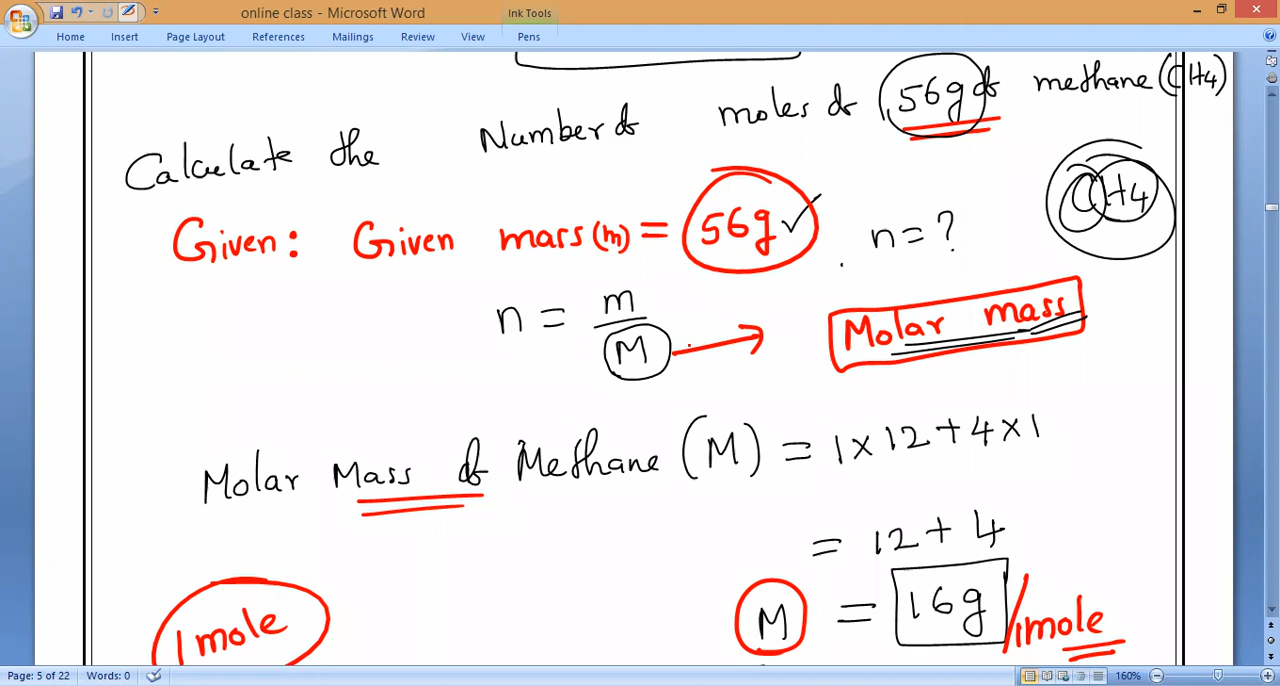 online class - Microsoft Word
Ink Tools
Home Insert Page Layout References Mailings Review View Pens
Calculate the Number of moles of 56g of methane (CH4)
CH4
Given: Given mass (m) = 56g ✓ n = ?
n = m / M → Molar mass
Molar Mass of Methane (M) = 1 × 12 + 4 × 1
= 12 + 4
M = 16g / 1mole
1 mole
Page: 5 of 22 Words: 0 160%